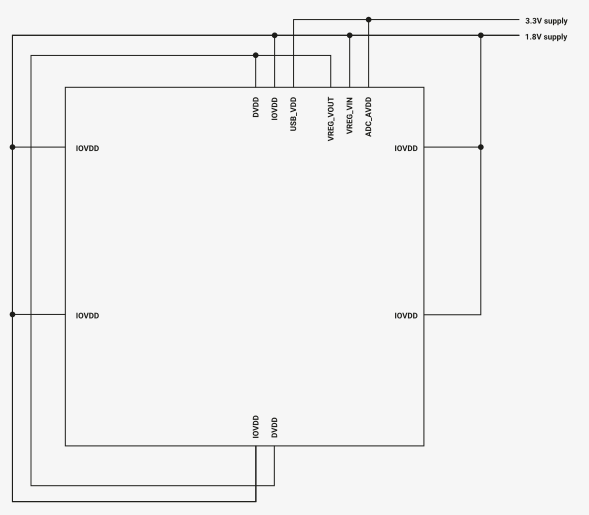 3.3V supply
1.8V supply
DVDD
IOVDD
USB_VDD
VREG_VOUT
VREG_VIN
ADC_AVDD
IOVDD
IOVDD
IOVDD
IOVDD
IOVDD
DVDD